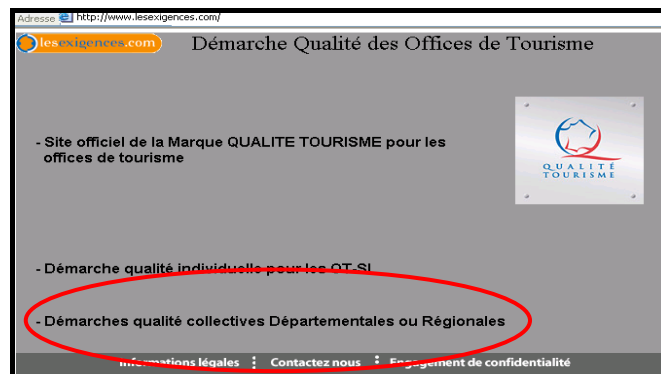 Adresse http://www.lesexigences.com/
lesexigences.com Démarche Qualité des Offices de Tourisme
- Site officiel de la Marque QUALITE TOURISME pour les
offices de tourisme
QUALITÉ
TOURISME
- Démarche qualité individuelle pour les OT-SI
- Démarches qualité collectives Départementales ou Régionales
Informations légales : Contactez nous : Engagement de confidentialité